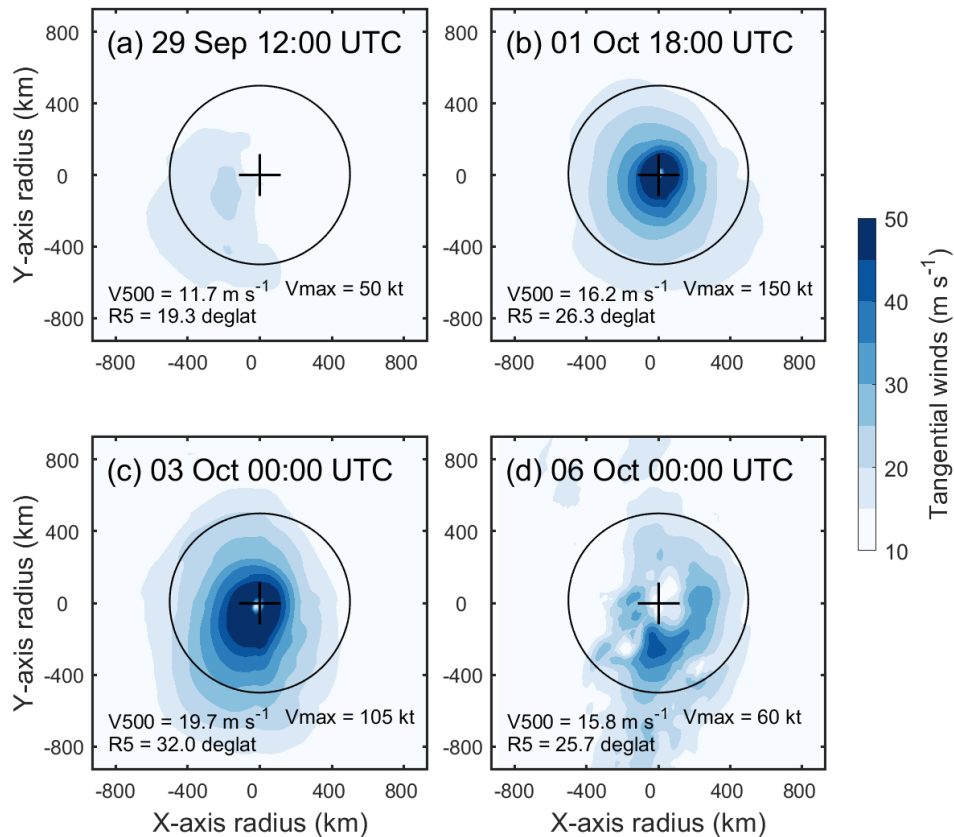 (a) 29 Sep 12:00 UTC
800
400
0
-400
-800
Y-axis radius (km)
V500 = 11.7 m s⁻¹ Vmax = 50 kt
R5 = 19.3 deglat
-800 -400 0 400 800
(b) 01 Oct 18:00 UTC
800
400
0
-400
-800
V500 = 16.2 m s⁻¹ Vmax = 150 kt
R5 = 26.3 deglat
-800 -400 0 400 800
(c) 03 Oct 00:00 UTC
800
400
0
-400
-800
Y-axis radius (km)
V500 = 19.7 m s⁻¹ Vmax = 105 kt
R5 = 32.0 deglat
-800 -400 0 400 800
X-axis radius (km)
(d) 06 Oct 00:00 UTC
800
400
0
-400
-800
V500 = 15.8 m s⁻¹ Vmax = 60 kt
R5 = 25.7 deglat
-800 -400 0 400 800
X-axis radius (km)
50
40
30
20
10
Tangential winds (m s⁻¹)